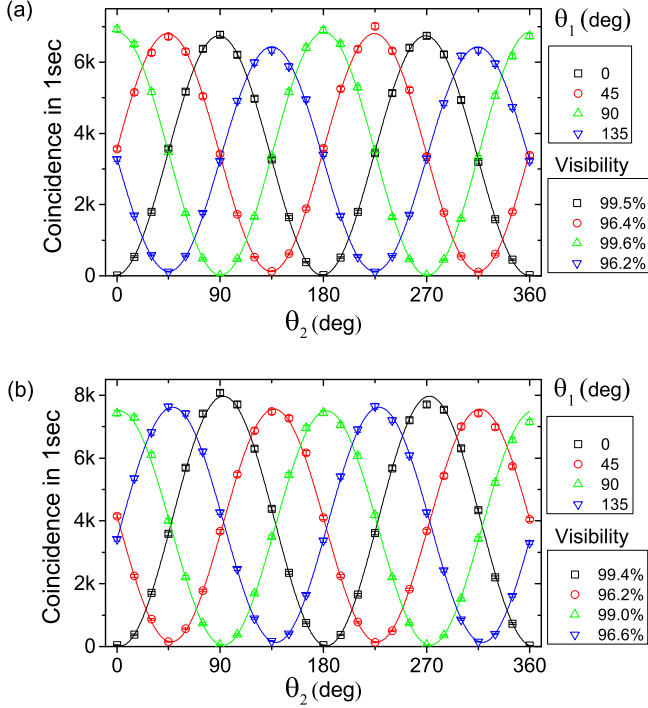 (a)
Coincidence in 1sec
6k
4k
2k
0
0
90
180
270
360
θ2 (deg)
θ1 (deg)
0
45
90
135
Visibility
99.5%
96.4%
99.6%
96.2%
(b)
Coincidence in 1sec
8k
6k
4k
2k
0
0
90
180
270
360
θ2 (deg)
θ1 (deg)
0
45
90
135
Visibility
99.4%
96.2%
99.0%
96.6%